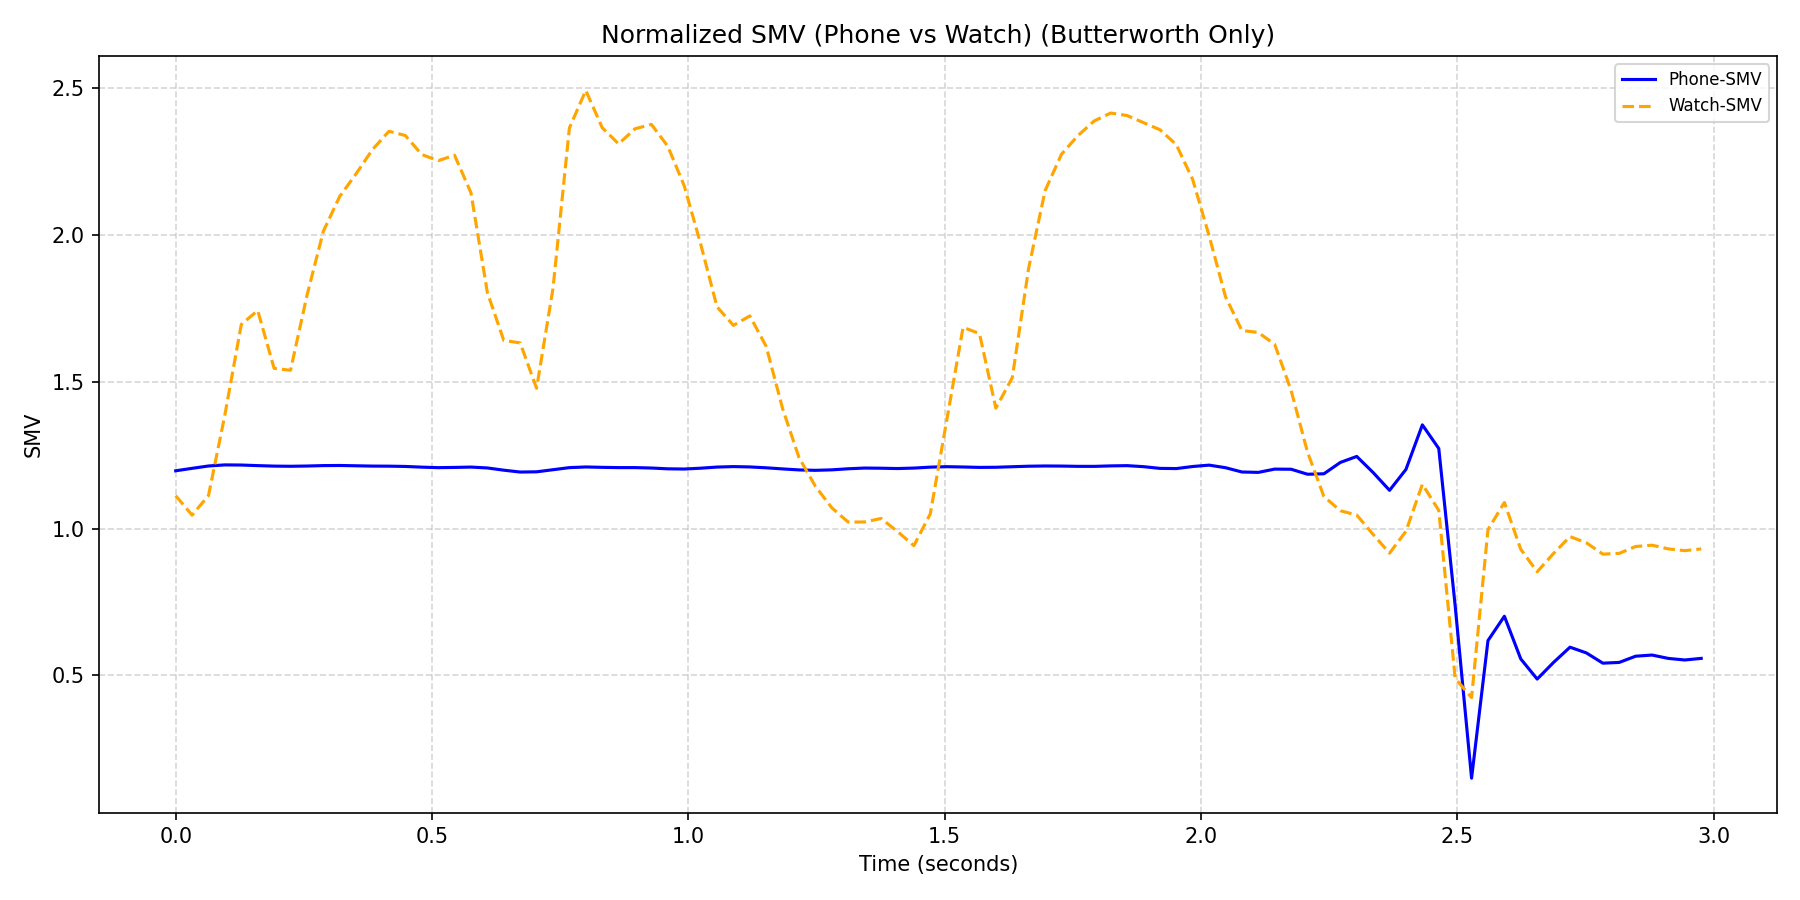 Normalized SMV (Phone vs Watch) (Butterworth Only)
Phone-SMV
Watch-SMV
SMV
2.5
2.0
1.5
1.0
0.5
0.0 0.5 1.0 1.5 2.0 2.5 3.0
Time (seconds)